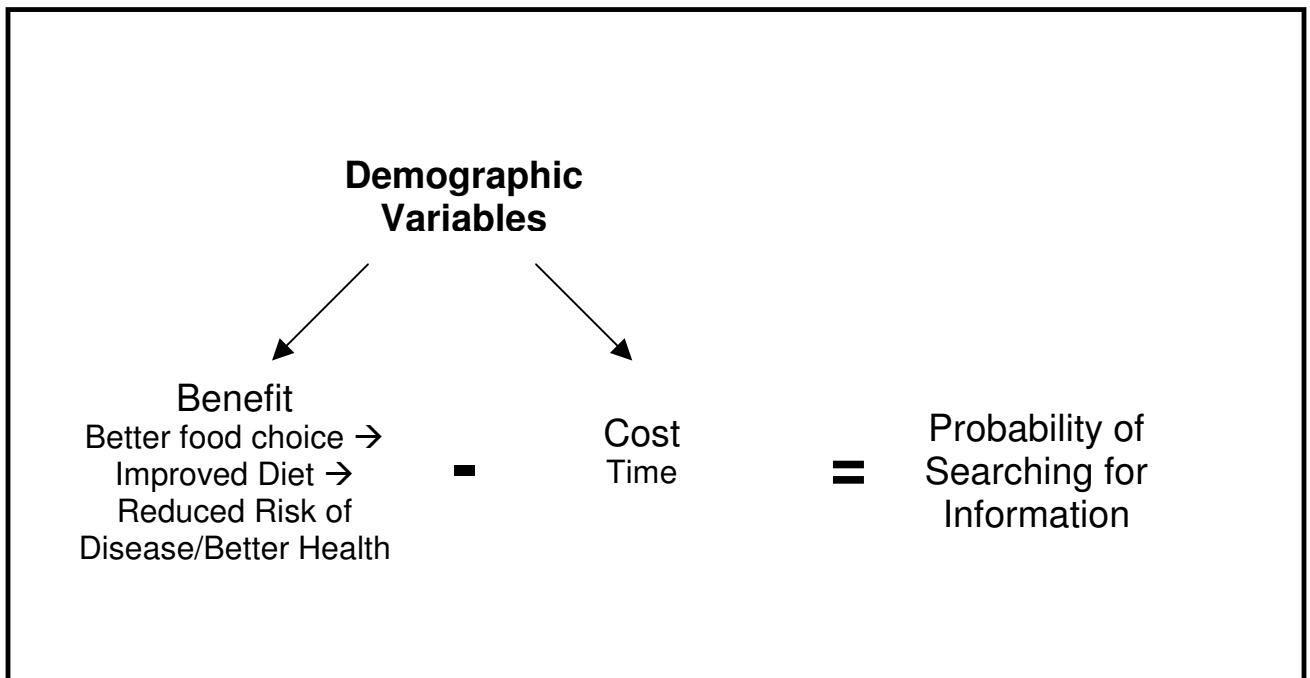 Demographic
Variables
Benefit
Better food choice →
Improved Diet →
Reduced Risk of
Disease/Better Health
-
Cost
Time
=
Probability of
Searching for
Information